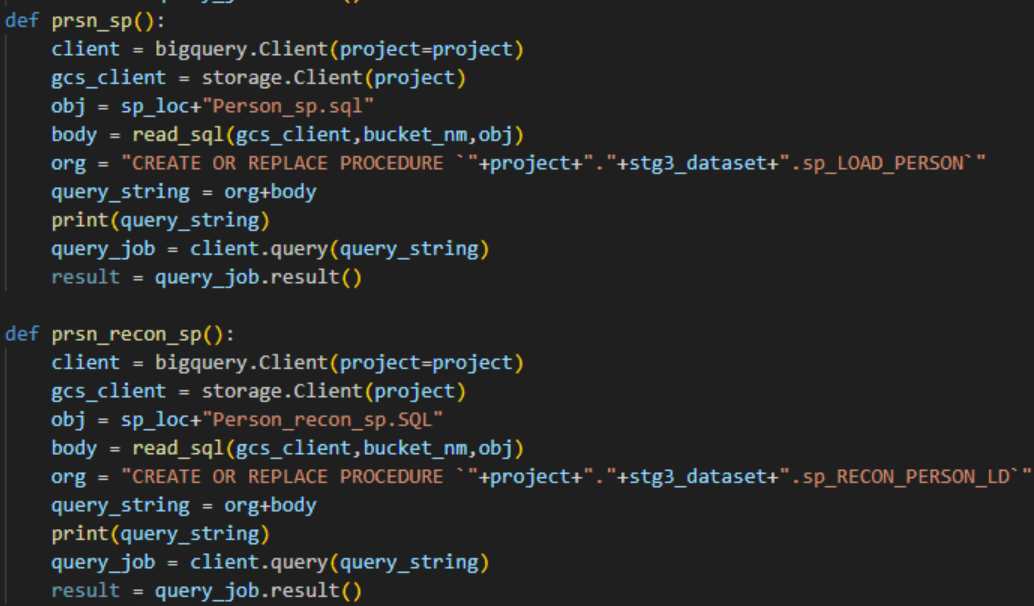 def prsn_sp():
    client = bigquery.Client(project=project)
    gcs_client = storage.Client(project)
    obj = sp_loc+"Person_sp.sql"
    body = read_sql(gcs_client,bucket_nm,obj)
    org = "CREATE OR REPLACE PROCEDURE `"+project+"."+stg3_dataset+".sp_LOAD_PERSON`"
    query_string = org+body
    print(query_string)
    query_job = client.query(query_string)
    result = query_job.result()
def prsn_recon_sp():
    client = bigquery.Client(project=project)
    gcs_client = storage.Client(project)
    obj = sp_loc+"Person_recon_sp.SQL"
    body = read_sql(gcs_client,bucket_nm,obj)
    org = "CREATE OR REPLACE PROCEDURE `"+project+"."+stg3_dataset+".sp_RECON_PERSON_LD`"
    query_string = org+body
    print(query_string)
    query_job = client.query(query_string)
    result = query_job.result()